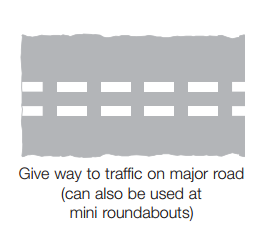 Give way to traffic on major road
(can also be used at
mini roundabouts)